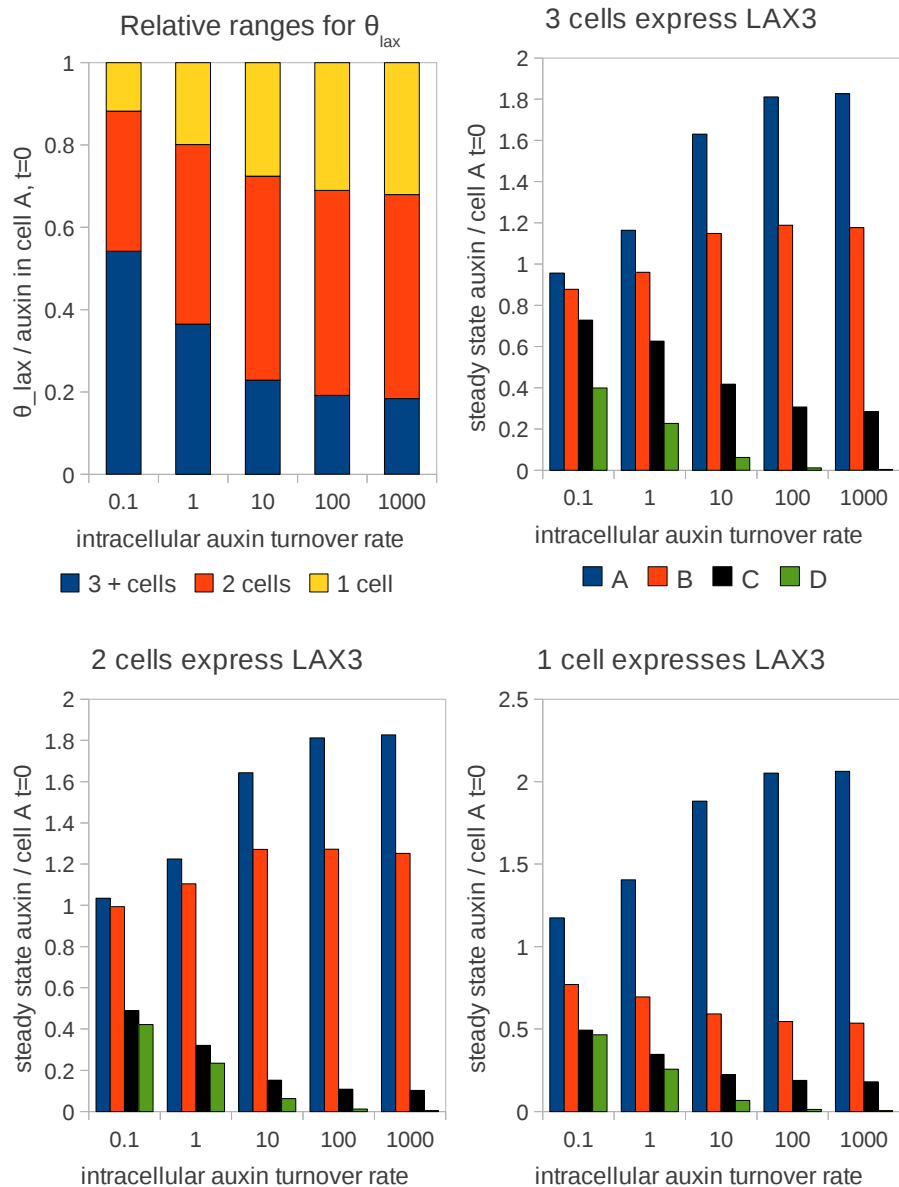 Relative ranges for θ_lax
θ_lax / auxin in cell A, t=0
1
0.8
0.6
0.4
0.2
0
0.1 1 10 100 1000
intracellular auxin turnover rate
3 + cells 2 cells 1 cell
3 cells express LAX3
steady state auxin / cell A t=0
2
1.8
1.6
1.4
1.2
1
0.8
0.6
0.4
0.2
0
0.1 1 10 100 1000
intracellular auxin turnover rate
A B C D
2 cells express LAX3
steady state auxin / cell A t=0
2
1.8
1.6
1.4
1.2
1
0.8
0.6
0.4
0.2
0
0.1 1 10 100 1000
intracellular auxin turnover rate
1 cell expresses LAX3
steady state auxin / cell A t=0
2.5
2
1.5
1
0.5
0
0.1 1 10 100 1000
intracellular auxin turnover rate